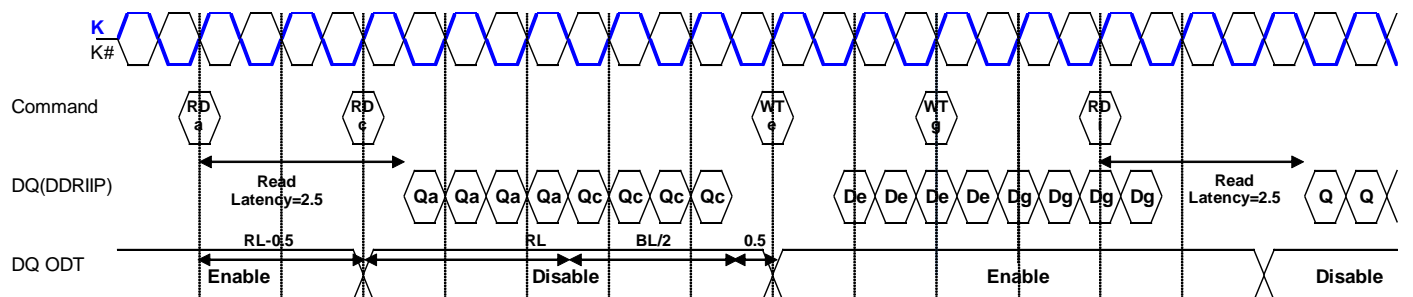 K
K#
Command
RD a
RD c
WT e
WT g
RD i
DQ(DDRIIP)
Read
Latency=2.5
Qa Qa Qa Qa Qc Qc Qc Qc
De De De De Dg Dg Dg Dg
Read
Latency=2.5
Q Q
RL-0.5
RL
BL/2
0.5
DQ ODT
Enable
Disable
Enable
Disable